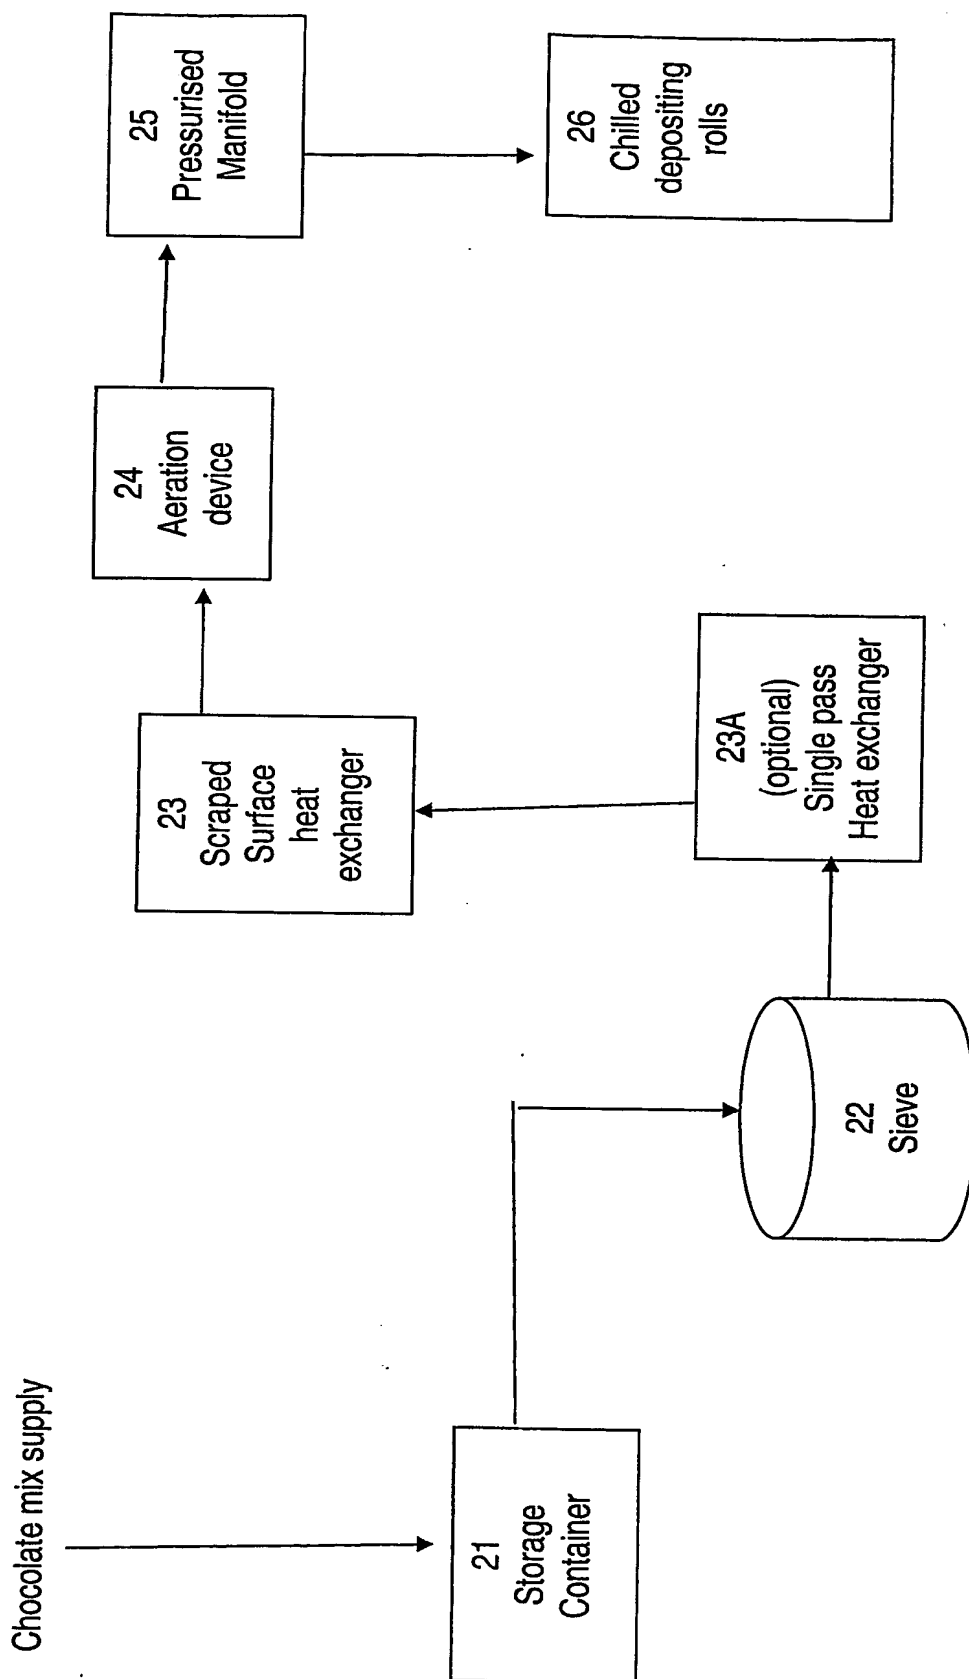 Chocolate mix supply
21
Storage
Container
22
Sieve
23A
(optional)
Single pass
Heat exchanger
23
Scraped
Surface
heat
exchanger
24
Aeration
device
25
Pressurised
Manifold
26
Chilled
depositing
rolls